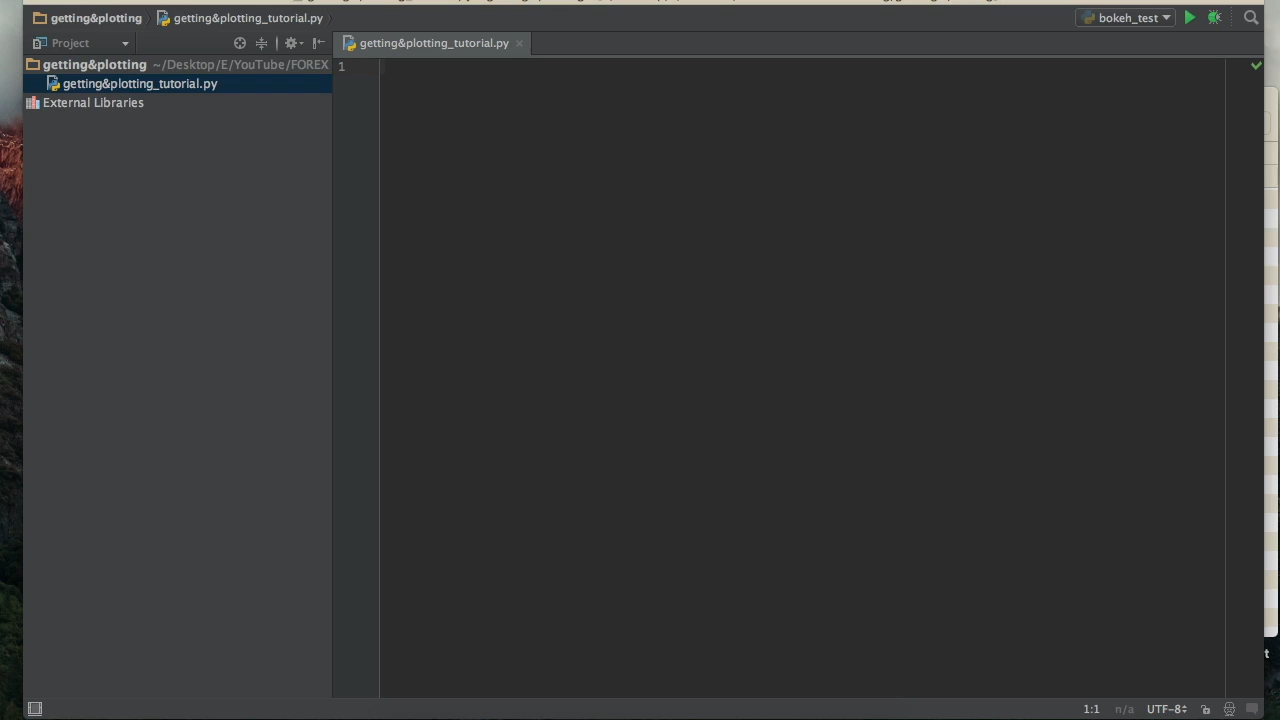 getting&plotting
getting&plotting_tutorial.py
bokeh_test
Project
getting&plotting_tutorial.py
getting&plotting ~/Desktop/E/YouTube/FOREX
1
getting&plotting_tutorial.py
External Libraries
1:1 n/a UTF-8